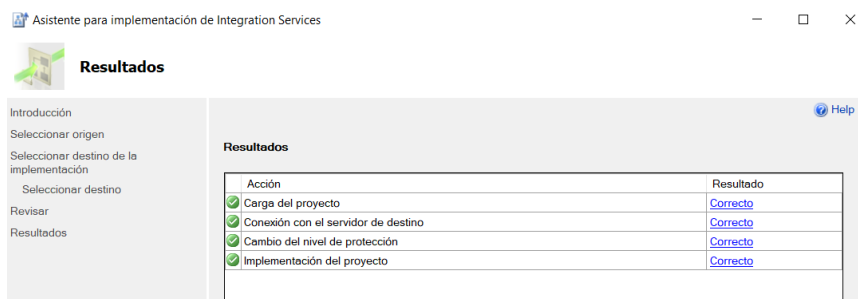 Asistente para implementación de Integration Services
Resultados
Help
Introducción
Seleccionar origen
Seleccionar destino de la
implementación
Seleccionar destino
Revisar
Resultados
Resultados
Acción Resultado
Carga del proyecto Correcto
Conexión con el servidor de destino Correcto
Cambio del nivel de protección Correcto
Implementación del proyecto Correcto